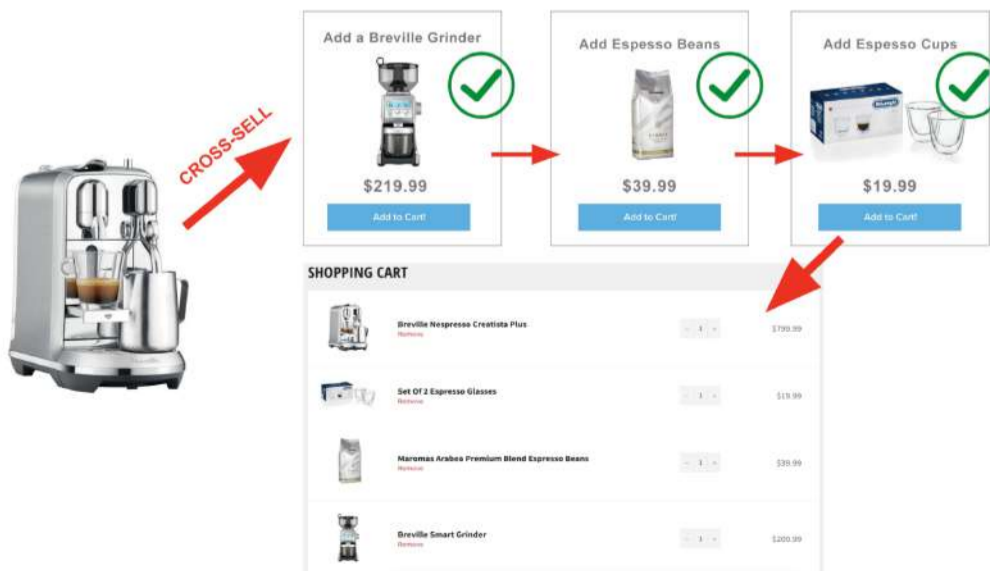 Add a Breville Grinder
Add Espesso Beans
Add Espesso Cups
CROSS-SELL
$219.99
$39.99
$19.99
Add to Cart!
Add to Cart!
Add to Cart!
SHOPPING CART
Breville Nespresso Creatista Plus
Remove
- 1 +
$799.99
Set Of 2 Espresso Glasses
Remove
- 1 +
$19.99
Maromas Arabea Premium Blend Espresso Beans
Remove
- 1 +
$39.99
Breville Smart Grinder
Remove
- 1 +